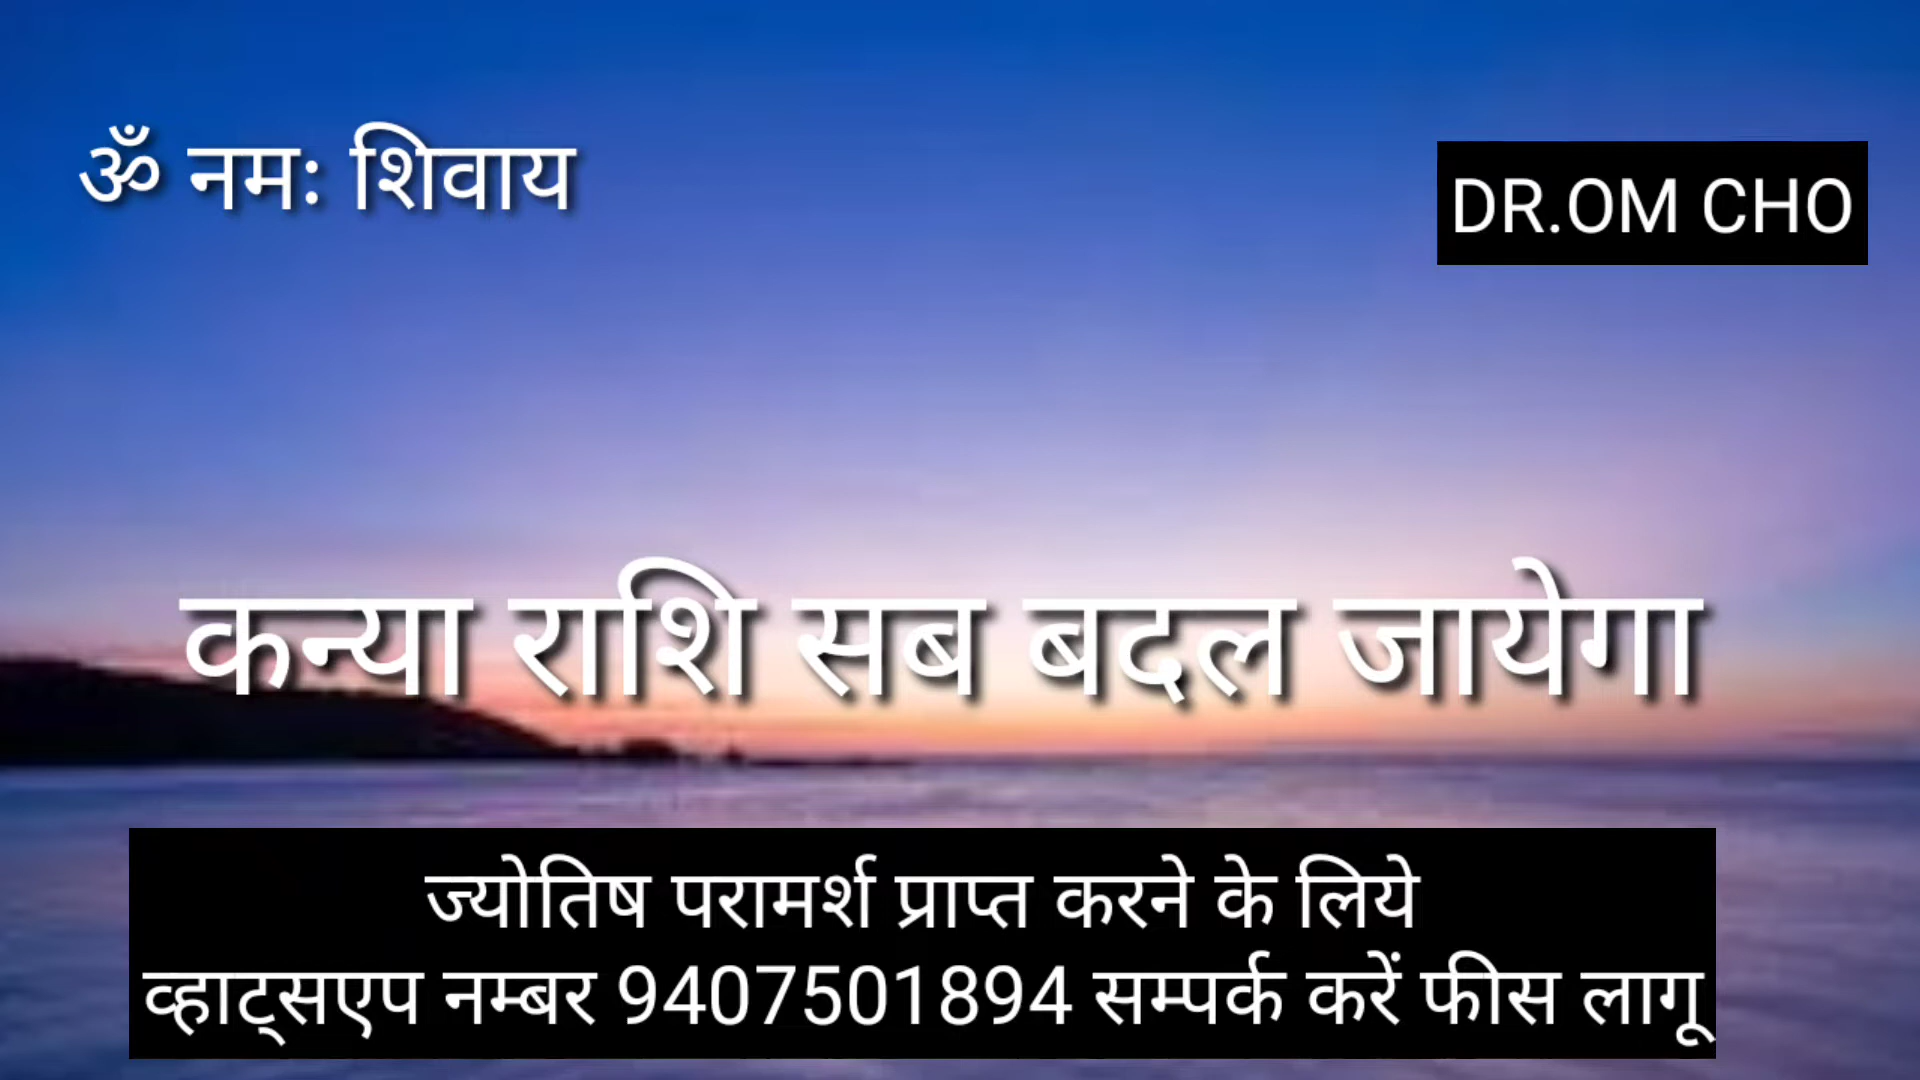 ॐ नमः शिवाय
DR.OM CHO
कन्या राशि सब बदल जायेगा
ज्योतिष परामर्श प्राप्त करने के लिये
व्हाट्सएप नम्बर 9407501894 सम्पर्क करें फीस लागू